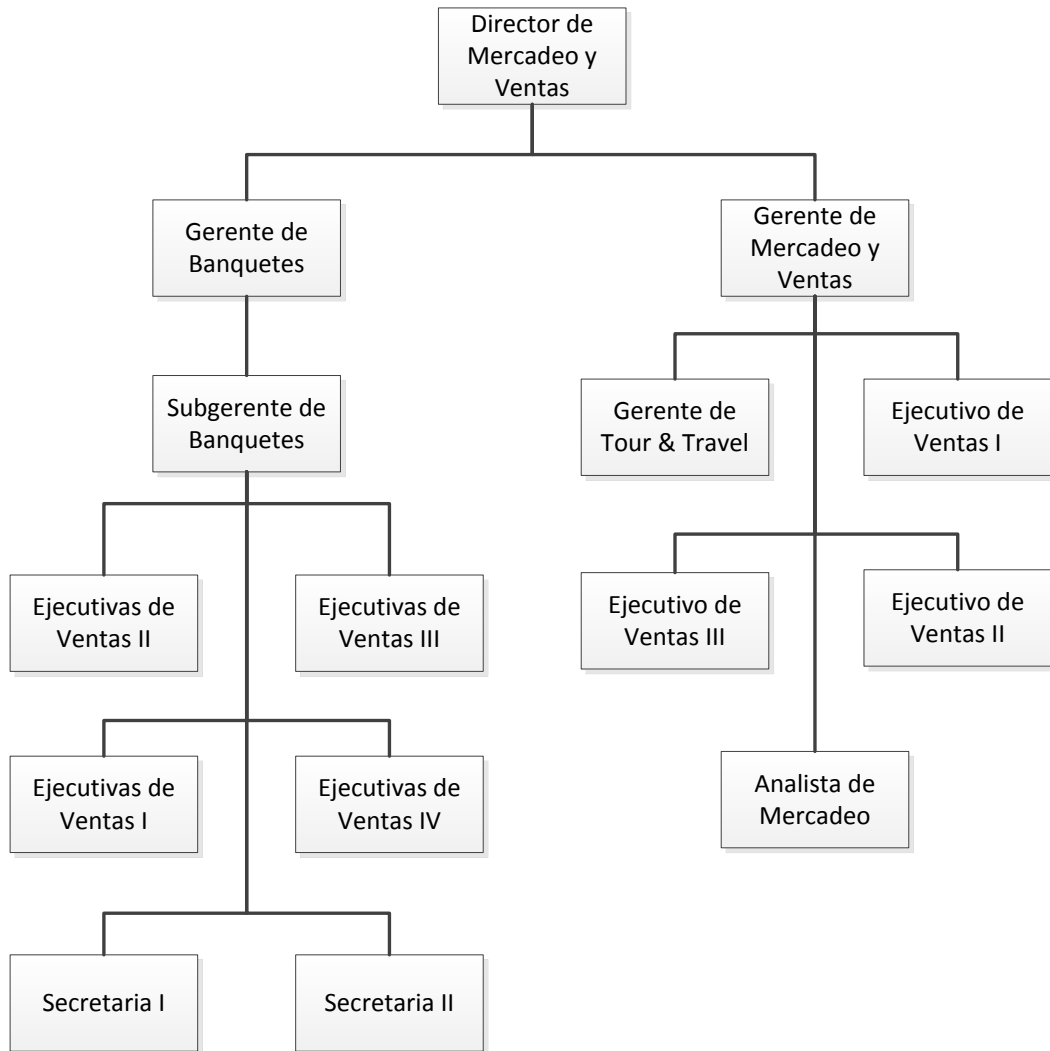 Director de
Mercadeo y
Ventas
Gerente de
Banquetes
Gerente de
Mercadeo y
Ventas
Subgerente de
Banquetes
Gerente de
Tour & Travel
Ejecutivo de
Ventas I
Ejecutivas de
Ventas II
Ejecutivas de
Ventas III
Ejecutivo de
Ventas III
Ejecutivo de
Ventas II
Ejecutivas de
Ventas I
Ejecutivas de
Ventas IV
Analista de
Mercadeo
Secretaria I
Secretaria II